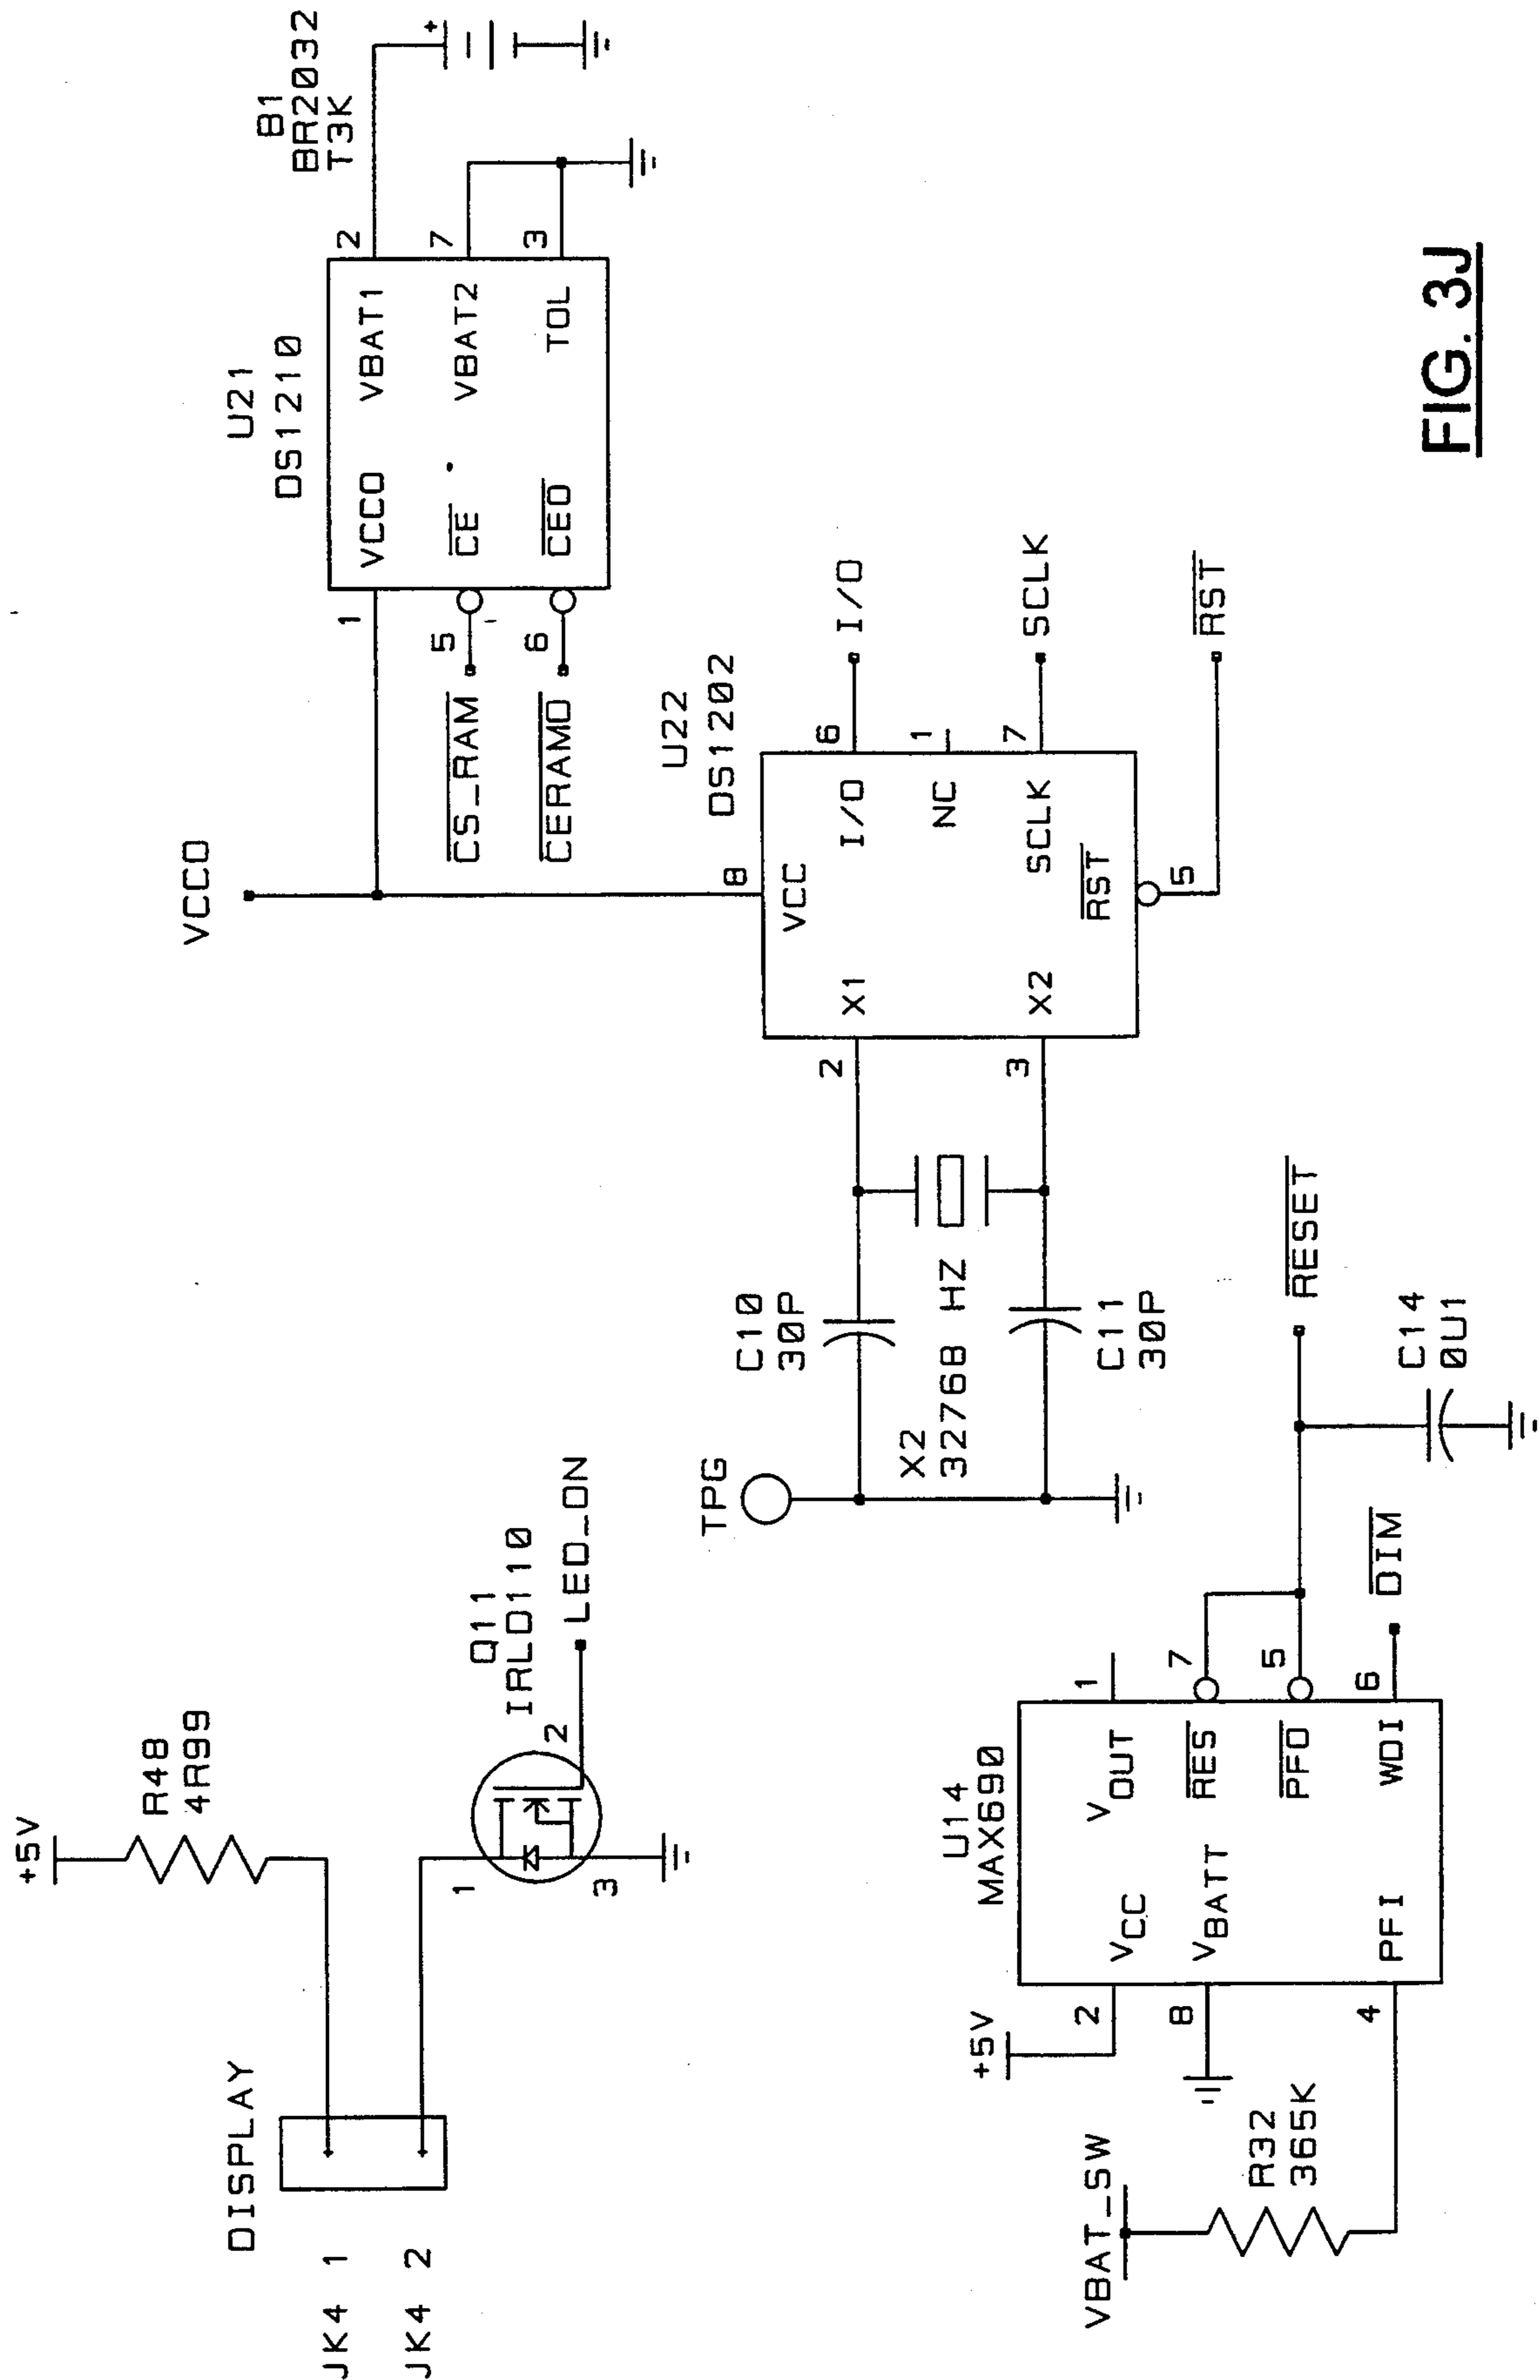 DISPLAY
JK4 1
JK4 2
+5V
R48
4R99
Q11
IRLD110
1
2
3
LED_ON
VCCO
U21
DS1210
1
VCCO
VBAT1
2
B1
BR2032
T3K
+
CS_RAM
5
CE
VBAT2
7
CERAMO
6
CEO
TOL
3
TPG
C10
30P
X2
32768 HZ
C11
30P
U22
DS1202
8
VCC
2
X1
I/O
6
I/O
NC
1
3
X2
SCLK
7
SCLK
RST
5
RST
VBAT_SW
R32
365K
+5V
U14
MAX690
2
VCC
VOUT
1
8
VBATT
RES
7
PFO
5
4
PFI
WDI
6
DIM
RESET
C14
0U1
FIG. 3J